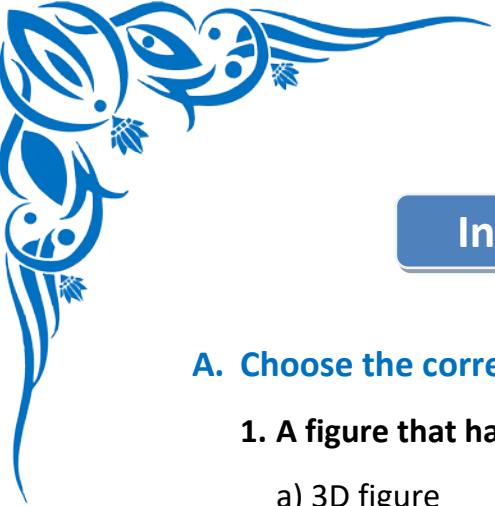 In
A. Choose the corre
1. A figure that ha
a) 3D figure